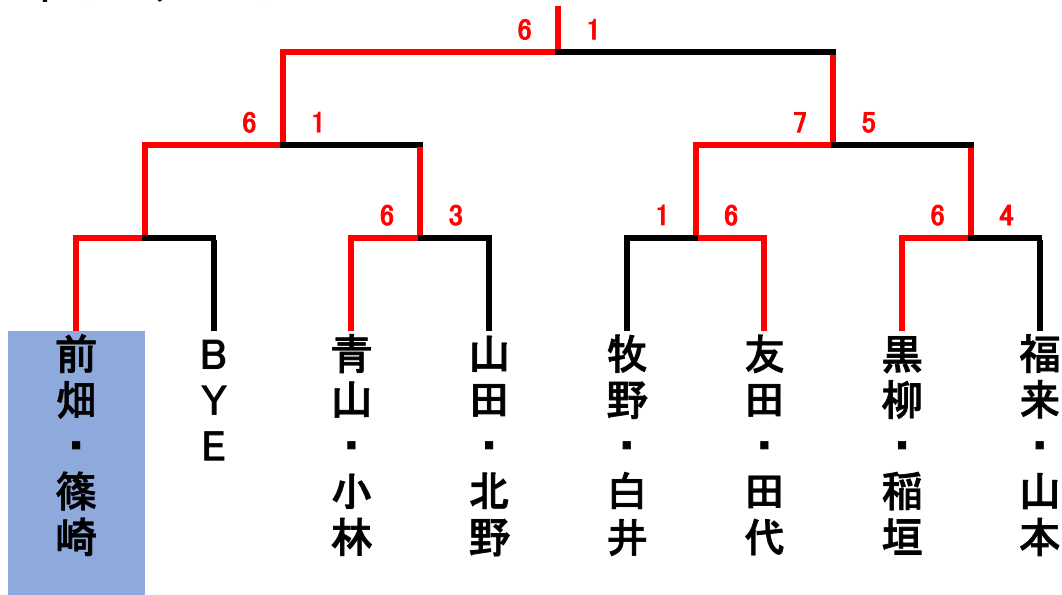 6 1
6 1
7 5
6 3
1 6
6 4
前畑・篠崎
BYE
青山・小林
山田・北野
牧野・白井
友田・田代
黒柳・稲垣
福来・山本